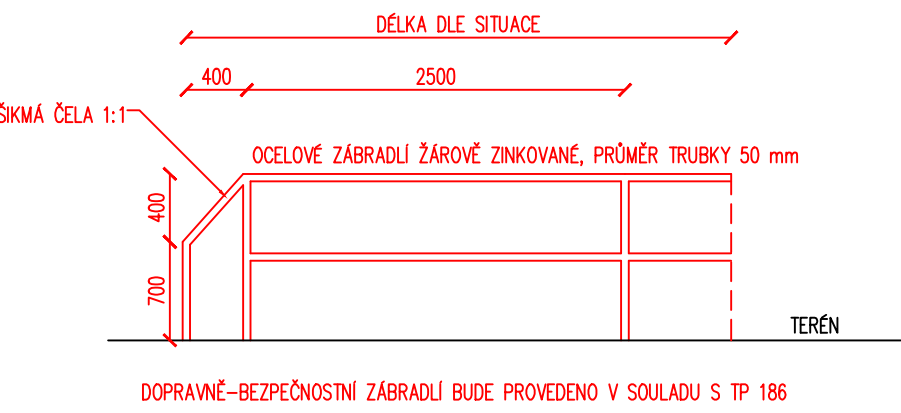 DÉLKA DLE SITUACE
400
2500
ŠIKMÁ ČELA 1:1
OCELOVÉ ZÁBRADLÍ ŽÁROVĚ ZINKOVANÉ, PRŮMĚR TRUBKY 50 mm
400
700
TERÉN
DOPRAVNĚ-BEZPEČNOSTNÍ ZÁBRADLÍ BUDE PROVEDENO V SOULADU S TP 186